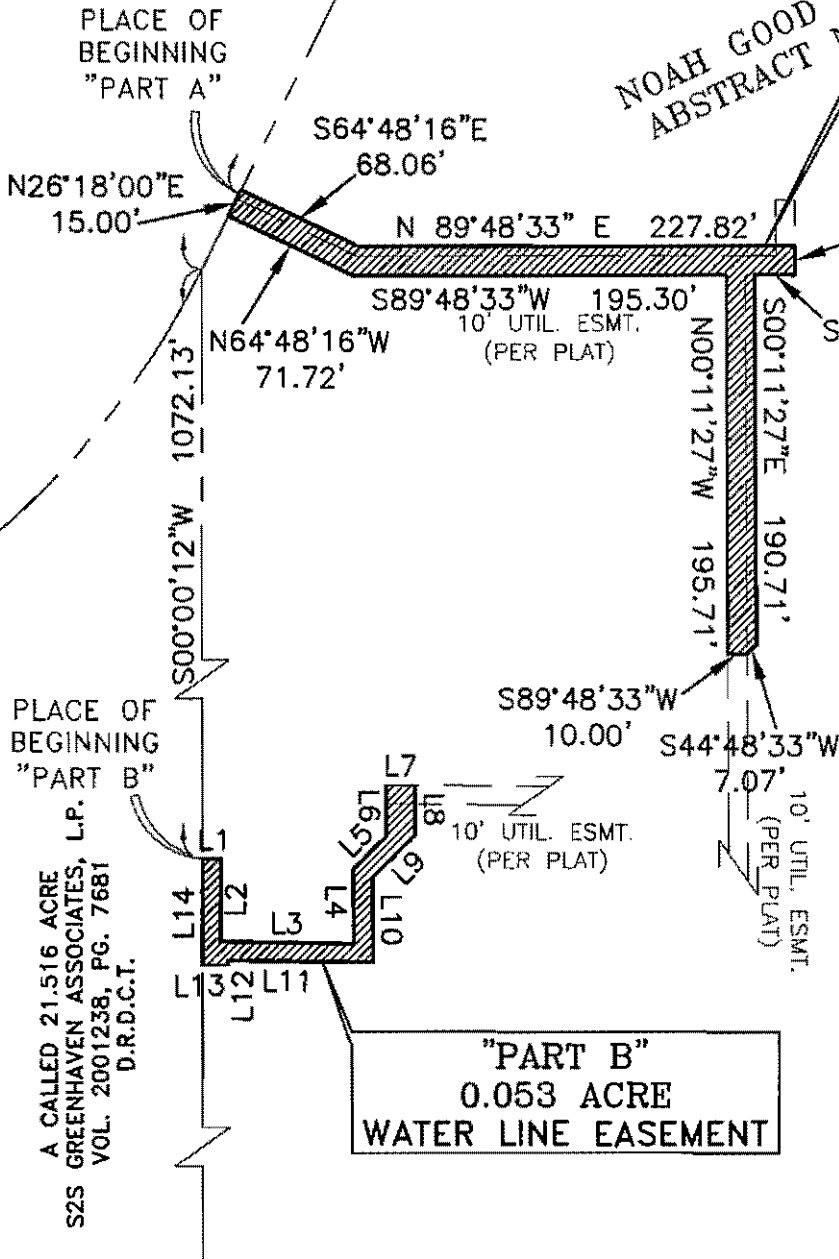 PLACE OF
BEGINNING
"PART A"
NOAH GOOD
ABSTRACT
S64°48'16"E
68.06'
N26°18'00"E
15.00'
N 89°48'33" E 227.82'
S89°48'33"W 195.30'
10' UTIL. ESMT.
(PER PLAT)
S
N64°48'16"W
71.72'
S00°00'12"W 1072.13'
N00°11'27"W 195.71'
S00°11'27"E 190.71'
S89°48'33"W
10.00'
S44°48'33"W
7.07'
10' UTIL. ESMT.
(PER PLAT)
PLACE OF
BEGINNING
"PART B"
L1
L2
L3
L4
L5
L6
L7
L8
L9
L10
L11
L12
L13
L14
10' UTIL. ESMT.
(PER PLAT)
A CALLED 21.516 ACRE
S2S GREENHAVEN ASSOCIATES, L.P.
VOL. 2001238, PG. 7681
D.R.D.C.T.
"PART B"
0.053 ACRE
WATER LINE EASEMENT